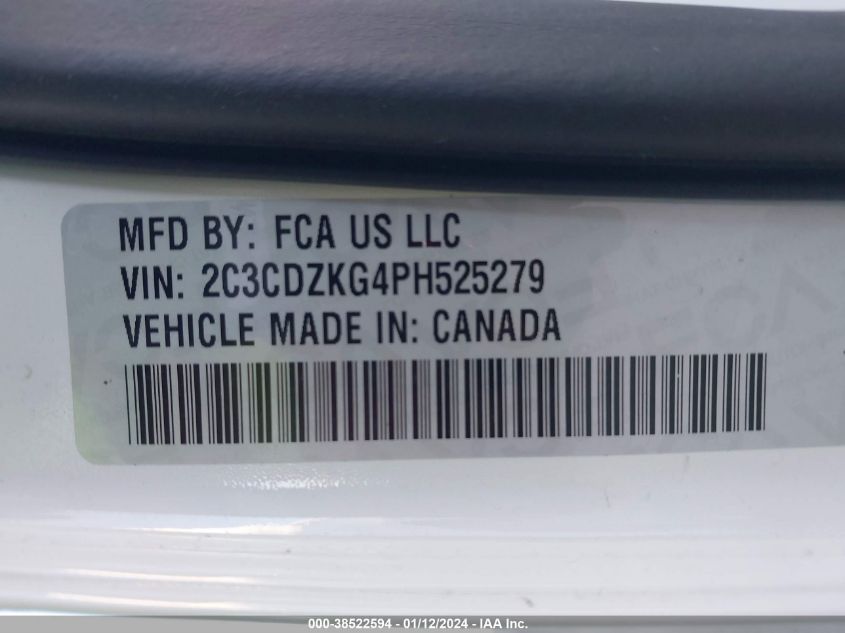 MFD BY: FCA US LLC
VIN: 2C3CDZKG4PH525279
VEHICLE MADE IN: CANADA
000-38522594 - 01/12/2024 - IAA Inc.